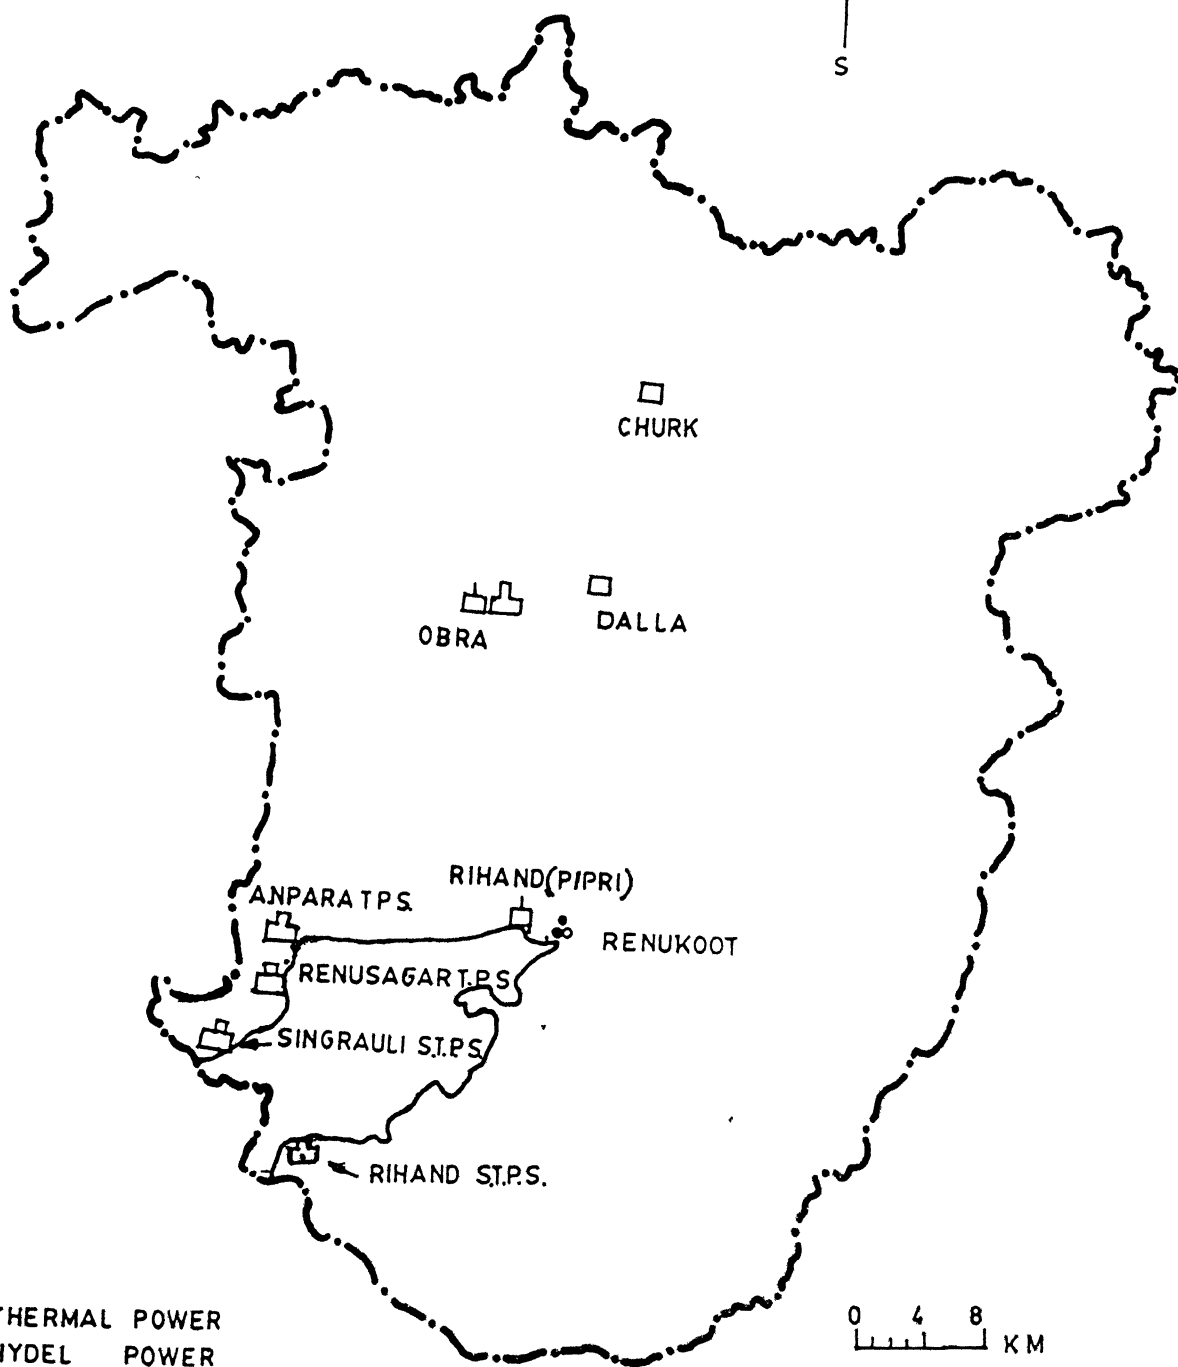 S
CHURK
DALLA
OBRA
RIHAND(PIPRI)
ANPARA T P S.
RENUKOOT
RENUSAGAR T.P.S
SINGRAULI S.T.P.S
RIHAND S.T.P.S.
THERMAL POWER
HYDEL POWER
0 4 8
KM